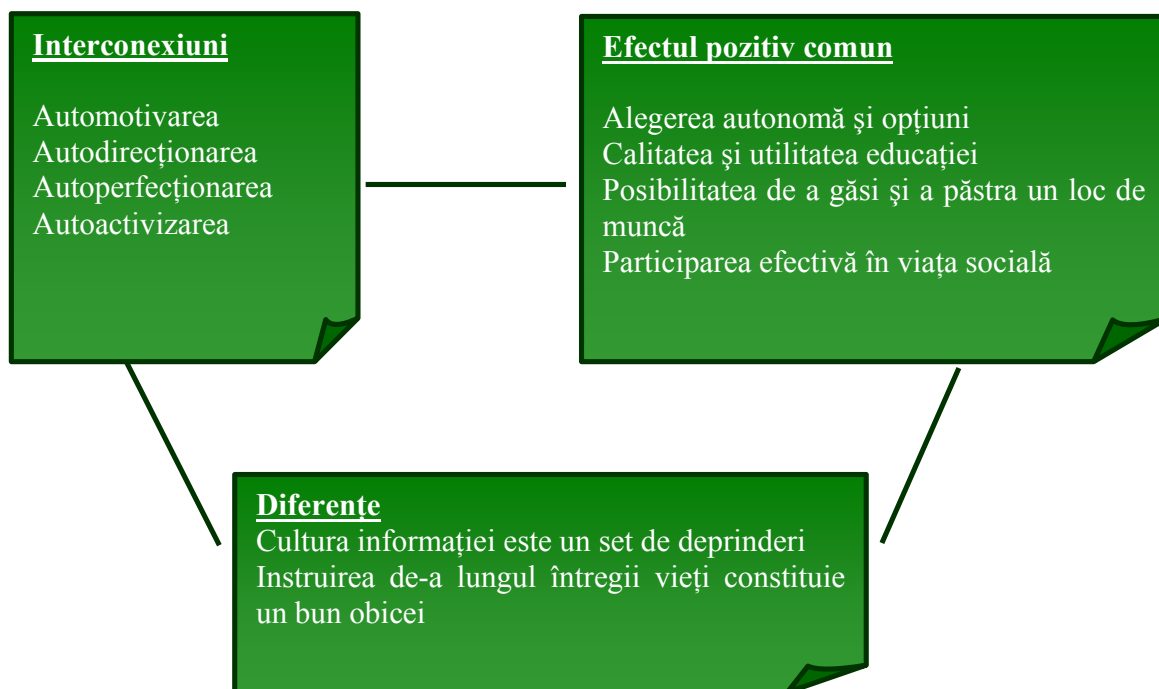 Interconexiuni
Automotivarea
Autodirecționarea
Autoperfecționarea
Autoactivizarea
Efectul pozitiv comun
Alegerea autonomă şi opțiuni
Calitatea şi utilitatea educației
Posibilitatea de a găsi şi a păstra un loc de
muncă
Participarea efectivă în viața socială
Diferențe
Cultura informației este un set de deprinderi
Instruirea de-a lungul întregii vieți constituie
un bun obicei